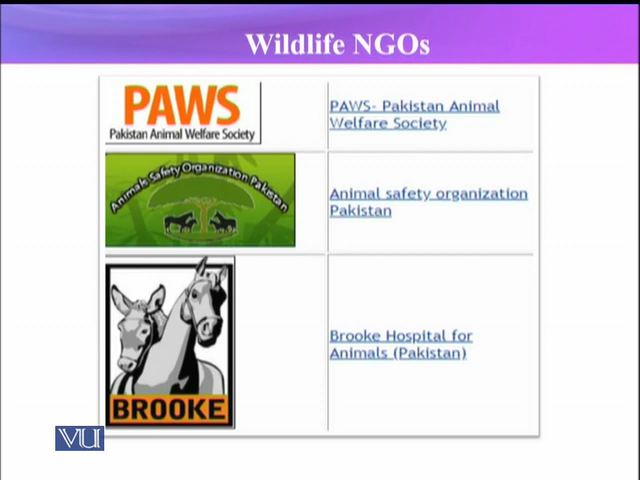 Wildlife NGOs
PAWS
Pakistan Animal Welfare Society
PAWS- Pakistan Animal
Welfare Society
Animals Safety Organization Pakistan
Animal safety organization
Pakistan
BROOKE
Brooke Hospital for
Animals (Pakistan)
VU